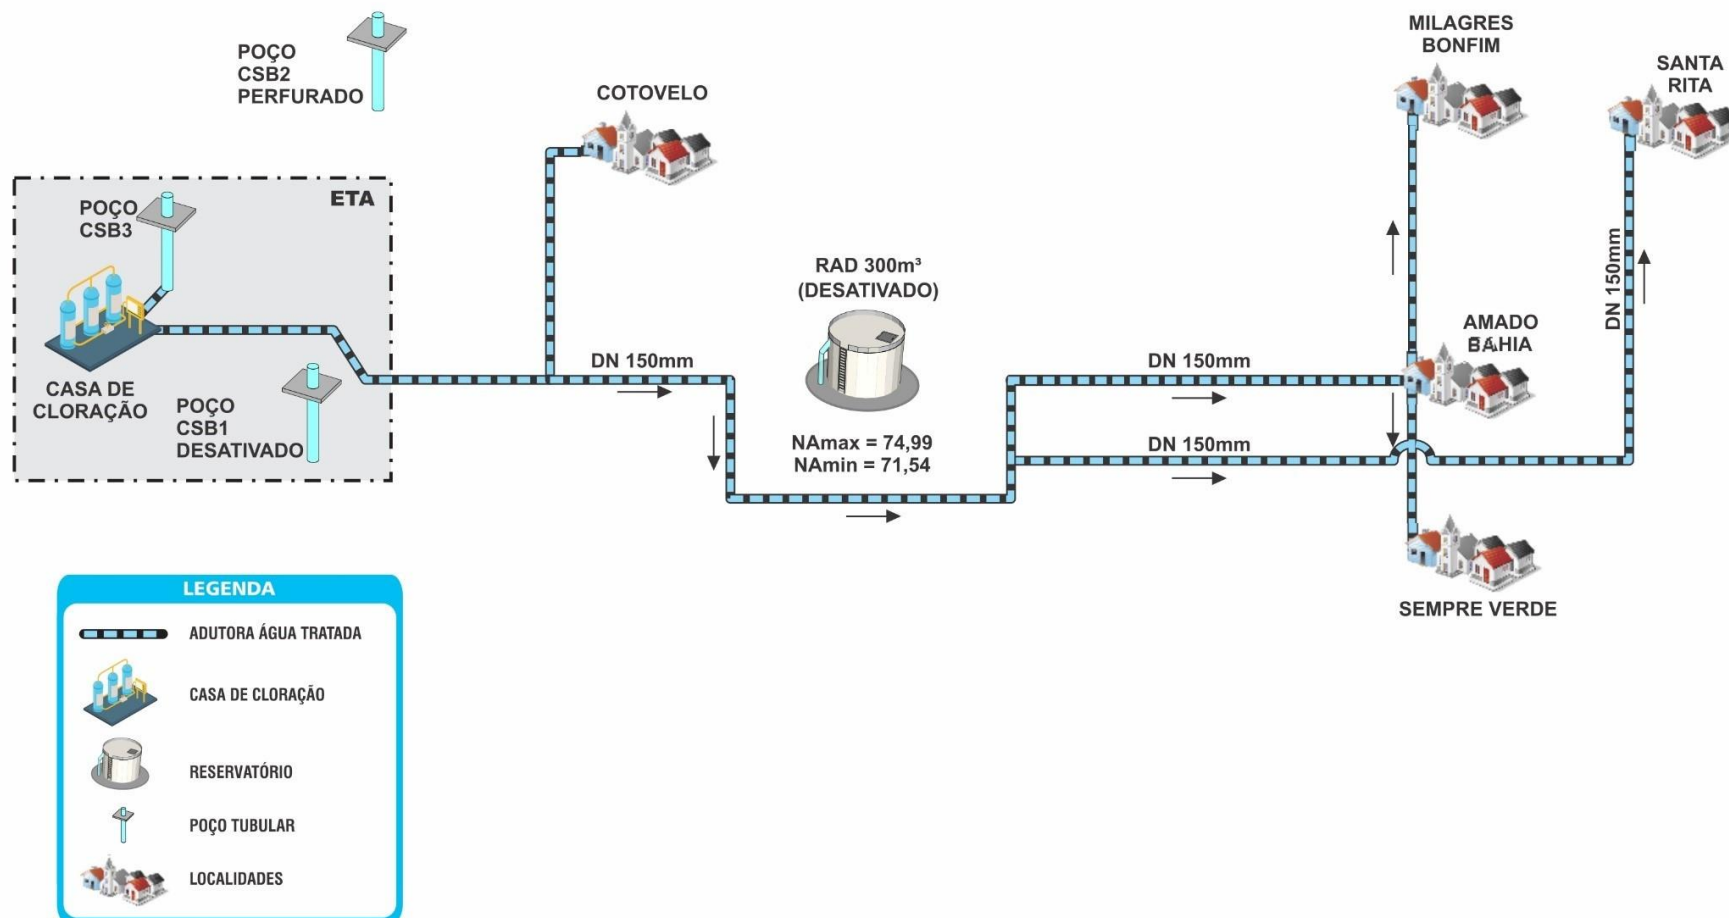 POÇO
CSB2
PERFURADO
COTOVELO
MILAGRES
BONFIM
SANTA
RITA
ETA
POÇO
CSB3
CASA DE
CLORAÇÃO
POÇO
CSB1
DESATIVADO
DN 150mm
RAD 300m³
(DESATIVADO)
NAmax = 74,99
NAmin = 71,54
DN 150mm
DN 150mm
AMADO
BAHIA
DN 150mm
SEMPRE VERDE
LEGENDA
ADUTORA ÁGUA TRATADA
CASA DE CLORAÇÃO
RESERVATÓRIO
POÇO TUBULAR
LOCALIDADES